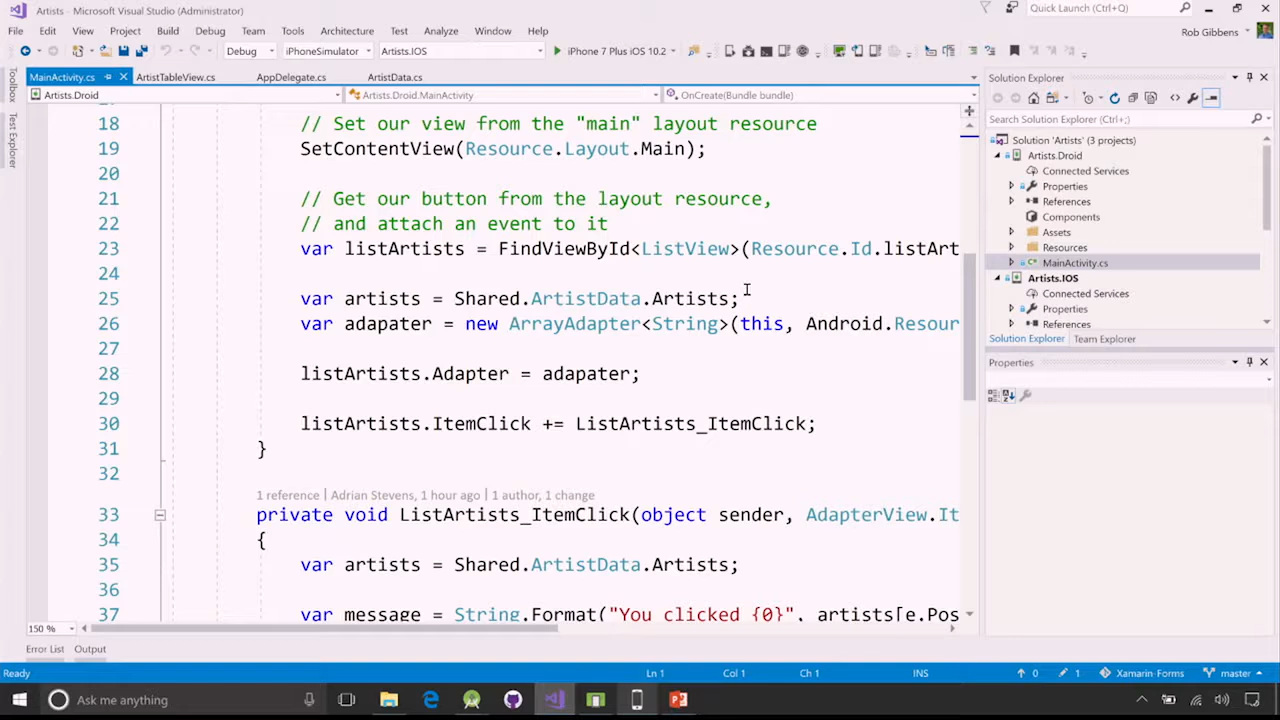 Artists - Microsoft Visual Studio (Administrator)
Quick Launch (Ctrl+;)
File Edit View Project Build Debug Team Tools Architecture Test Analyze Window Help
Rob Gibbens
Debug iPhoneSimulator Artists.IOS iPhone 7 Plus iOS 10.2
Toolbox
Test Explorer
MainActivity.cs ArtistTableView.cs AppDelegate.cs ArtistData.cs
Artists.Droid Artists.Droid.MainActivity OnCreate(Bundle bundle)
18 // Set our view from the "main" layout resource
19 SetContentView(Resource.Layout.Main);
20
21 // Get our button from the layout resource,
22 // and attach an event to it
23 var listArtists = FindViewById<ListView>(Resource.Id.listArt
24
25 var artists = Shared.ArtistData.Artists;
26 var adapater = new ArrayAdapter<String>(this, Android.Resour
27
28 listArtists.Adapter = adapater;
29
30 listArtists.ItemClick += ListArtists_ItemClick;
31 }
32
1 reference | Adrian Stevens, 1 hour ago | 1 author, 1 change
33 private void ListArtists_ItemClick(object sender, AdapterView.It
34 {
35 var artists = Shared.ArtistData.Artists;
36
37 var message = String.Format("You clicked {0}", artists[e.Pos
150 %
Solution Explorer
Search Solution Explorer (Ctrl+;)
Solution 'Artists' (3 projects)
Artists.Droid
Connected Services
Properties
References
Components
Assets
Resources
MainActivity.cs
Artists.IOS
Connected Services
Properties
References
Solution Explorer Team Explorer
Properties
Error List Output
Ready Ln 1 Col 1 Ch 1 INS 0 1 Xamarin-Forms master
Ask me anything